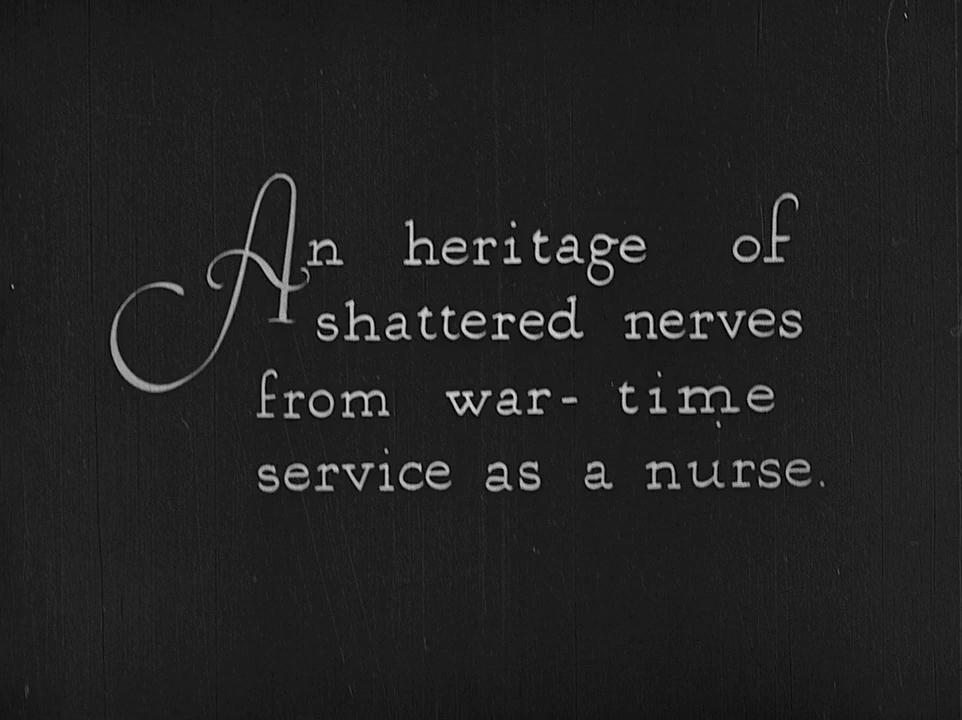 An heritage of
shattered nerves
from war- time
service as a nurse.